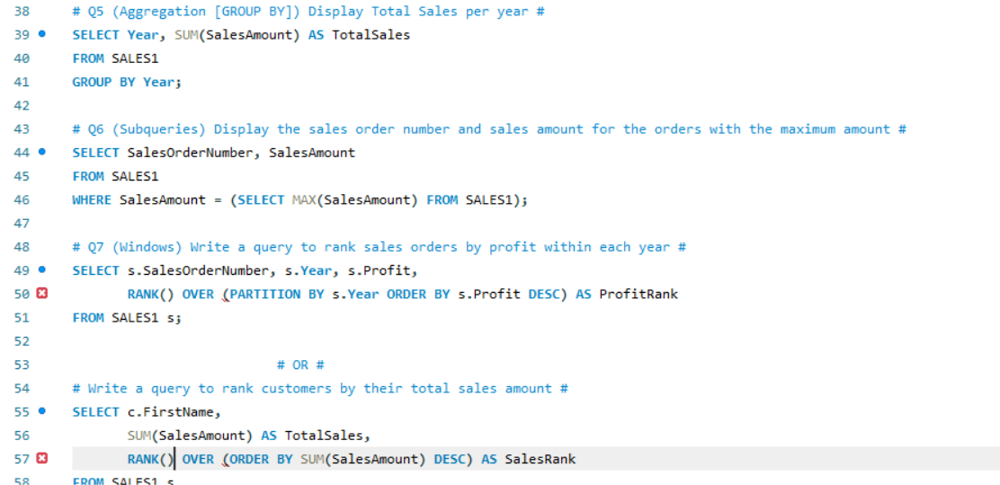 38 # Q5 (Aggregation [GROUP BY]) Display Total Sales per year #
39 SELECT Year, SUM(SalesAmount) AS TotalSales
40 FROM SALES1
41 GROUP BY Year;
42
43 # Q6 (Subqueries) Display the sales order number and sales amount for the orders with the maximum amount #
44 SELECT SalesOrderNumber, SalesAmount
45 FROM SALES1
46 WHERE SalesAmount = (SELECT MAX(SalesAmount) FROM SALES1);
47
48 # Q7 (Windows) Write a query to rank sales orders by profit within each year #
49 SELECT s.SalesOrderNumber, s.Year, s.Profit,
50 RANK() OVER (PARTITION BY s.Year ORDER BY s.Profit DESC) AS ProfitRank
51 FROM SALES1 s;
52
53 # OR #
54 # Write a query to rank customers by their total sales amount #
55 SELECT c.FirstName,
56 SUM(SalesAmount) AS TotalSales,
57 RANK() OVER (ORDER BY SUM(SalesAmount) DESC) AS SalesRank
58 FROM SALES1 s